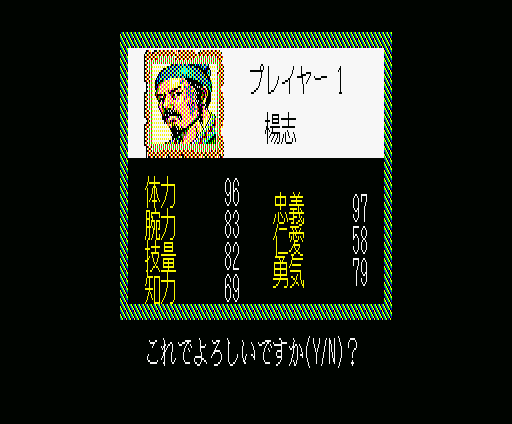 プレイヤー 1
楊志
体力 96
腕力 83
技量 82
知力 69
忠義 97
仁愛 58
勇気 79
これでよろしいですか(Y/N)?